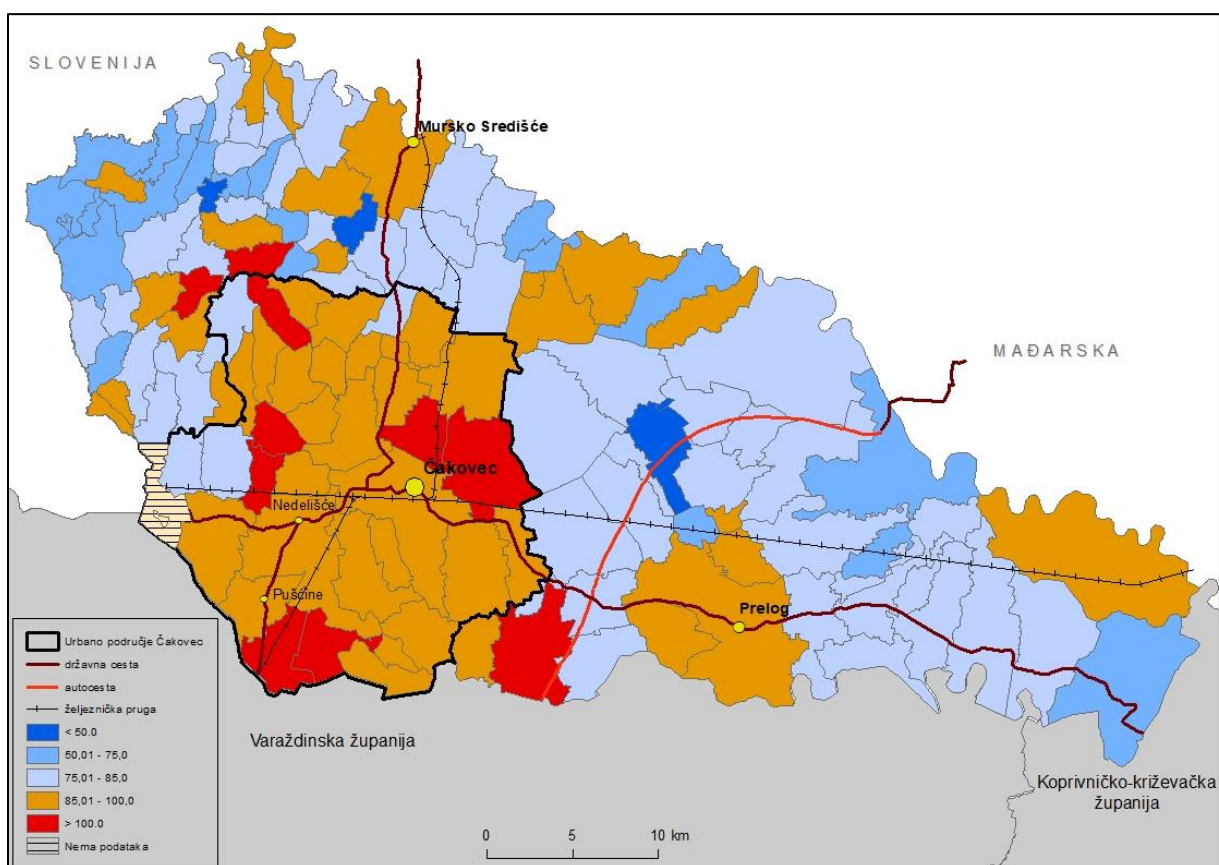 SLOVENIJA
Mursko Središće
MAĐARSKA
Čakovec
Nedelišće
Pušćine
Prelog
Urbano područje Čakovec
državna cesta
autocesta
željeznička pruga
< 50.0
50,01 - 75,0
75,01 - 85,0
85,01 - 100,0
> 100.0
Nema podataka
Varaždinska županija
Koprivničko-križevačka
županija
0 5 10 km